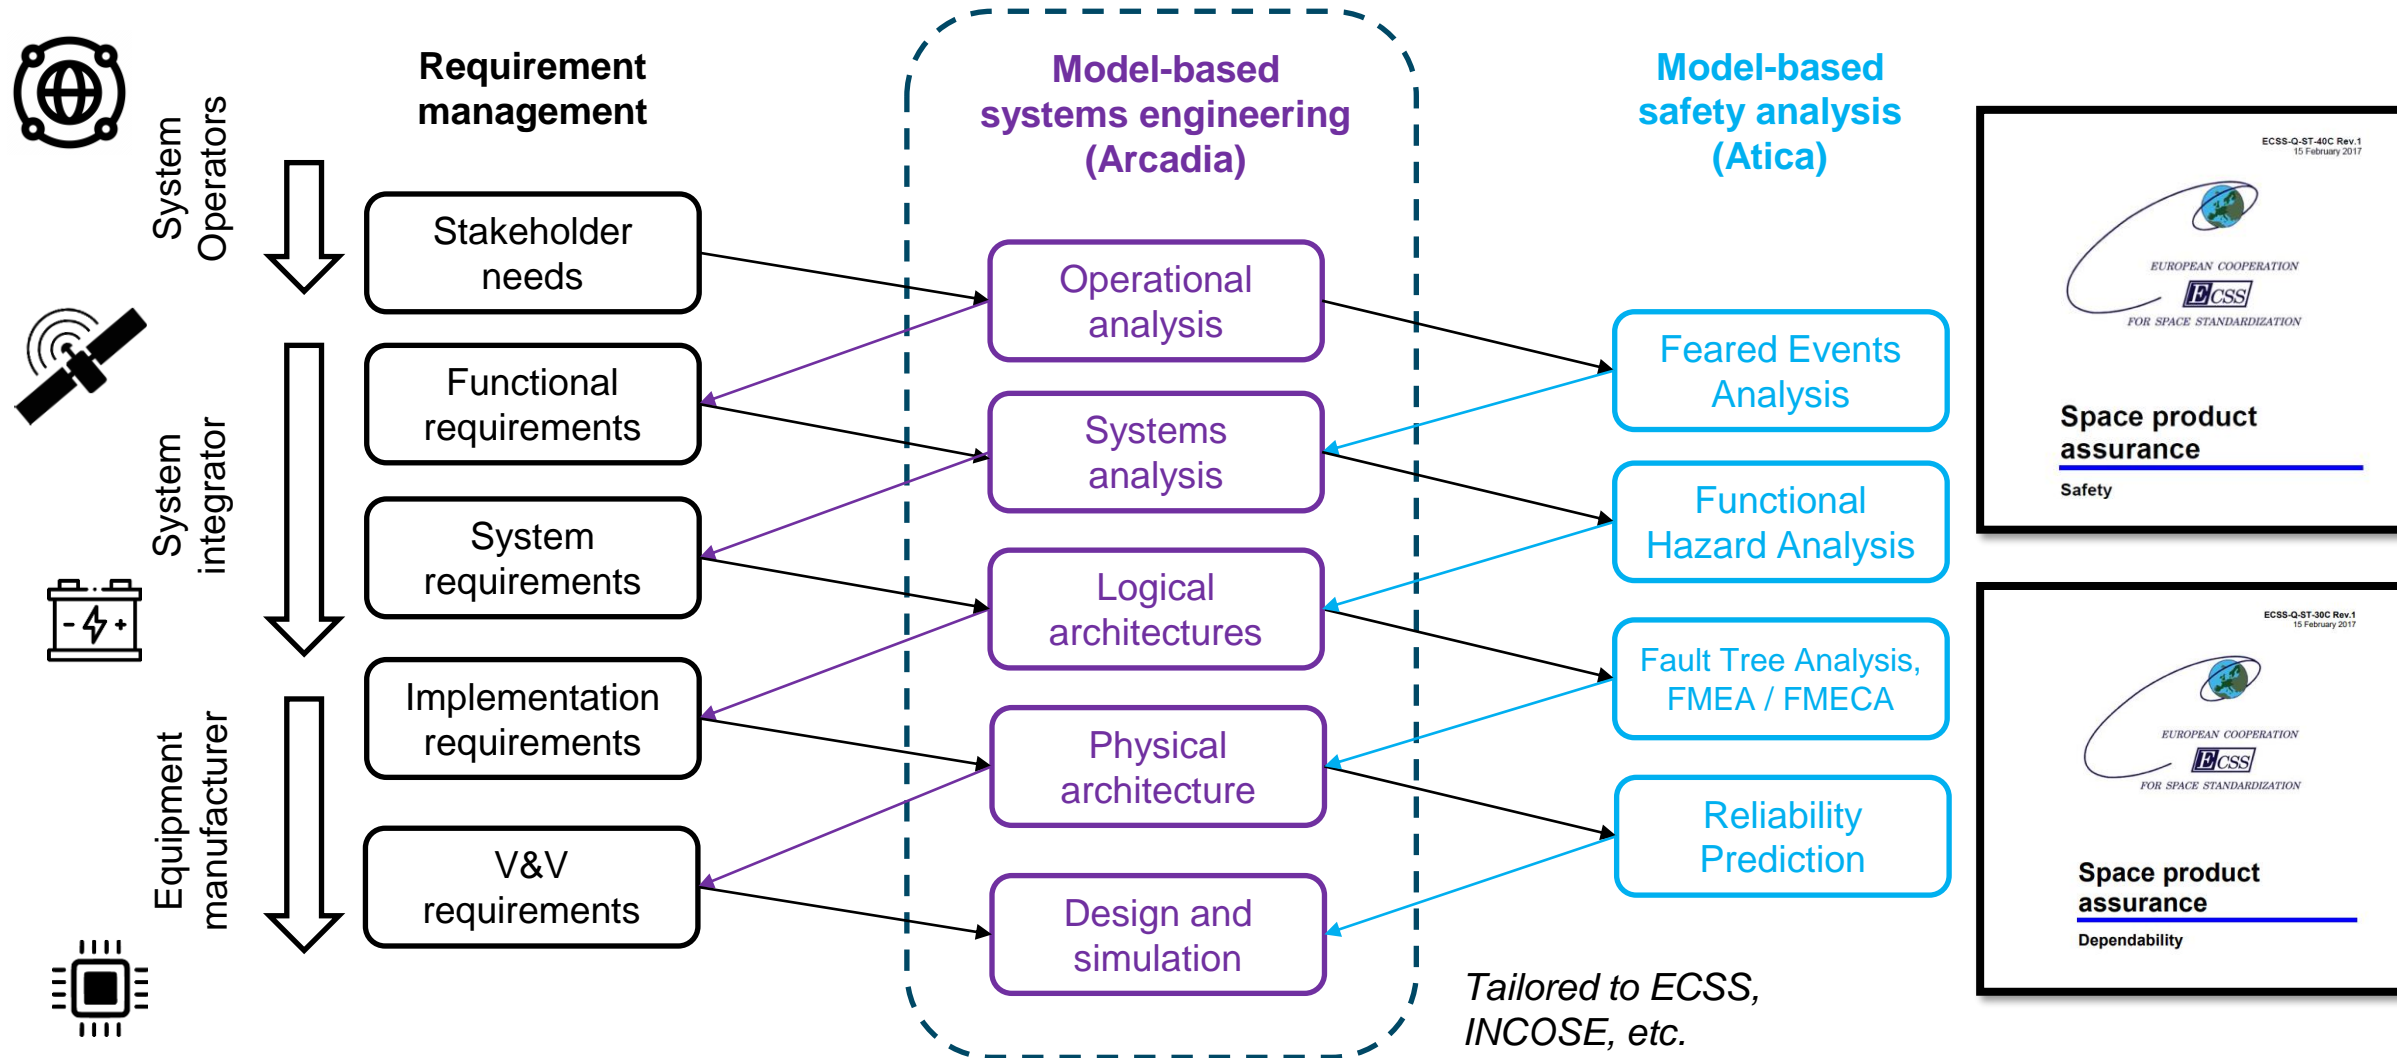 System
Operators
System
integrator
Equipment
manufacturer
Requirement
management
Stakeholder
needs
Functional
requirements
System
requirements
Implementation
requirements
V&V
requirements
Model-based
systems engineering
(Arcadia)
Operational
analysis
Systems
analysis
Logical
architectures
Physical
architecture
Design and
simulation
Model-based
safety analysis
(Atica)
Feared Events
Analysis
Functional
Hazard Analysis
Fault Tree Analysis,
FMEA / FMECA
Reliability
Prediction
Tailored to ECSS,
INCOSE, etc.
ECSS-Q-ST-40C Rev.1
15 February 2017
EUROPEAN COOPERATION
ECSS
FOR SPACE STANDARDIZATION
Space product
assurance
Safety
ECSS-Q-ST-30C Rev.1
15 February 2017
EUROPEAN COOPERATION
ECSS
FOR SPACE STANDARDIZATION
Space product
assurance
Dependability